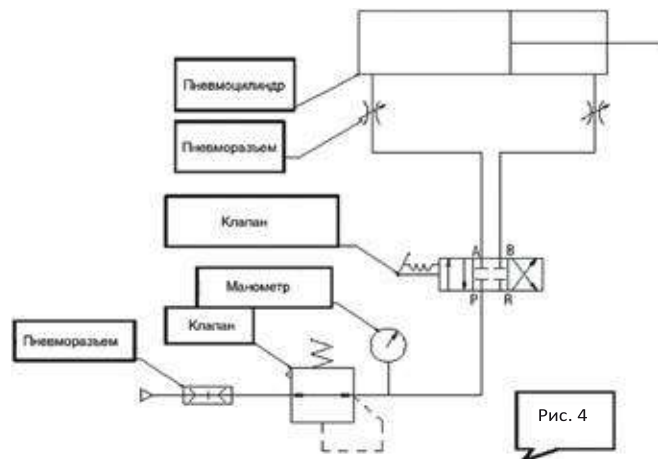 Пневмоцилиндр
Пневморазъем
Клапан
A B
P R
Манометр
Клапан
Пневморазъем
Рис. 4